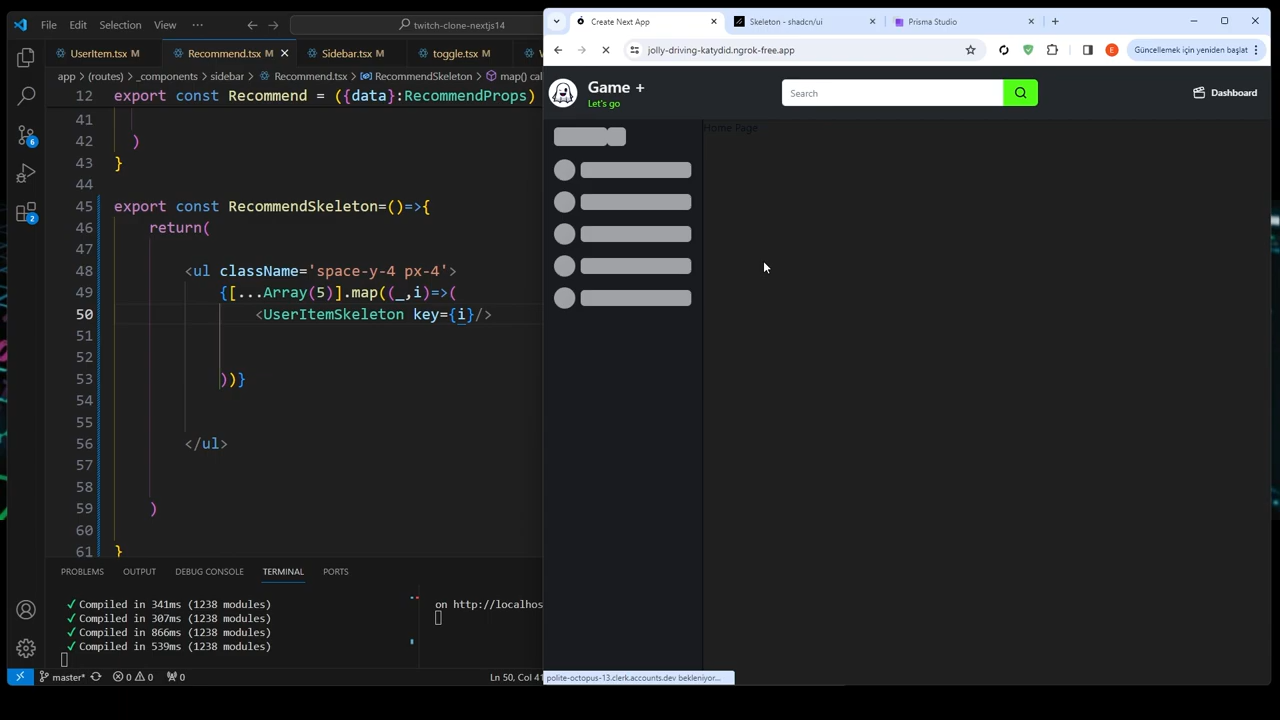 File Edit Selection View ··· twitch-clone-nextjs14
UserItem.tsx M Recommend.tsx M Sidebar.tsx toggle.tsx M
app > (routes) > _components > sidebar > Recommend.tsx > RecommendSkeleton > map() cal
12 export const Recommend = ({data}:RecommendProps)
41
42 )
43 }
44
45 export const RecommendSkeleton=()=>{
46 return(
47
48 <ul className='space-y-4 px-4'>
49 {[...Array(5)].map((_,i)=>(
50 <UserItemSkeleton key={i}/>
51
52
53 ))}
54
55
56 </ul>
57
58
59 )
60
61 }
PROBLEMS OUTPUT DEBUG CONSOLE TERMINAL PORTS
✓ Compiled in 341ms (1238 modules)
✓ Compiled in 307ms (1238 modules)
✓ Compiled in 866ms (1238 modules)
✓ Compiled in 539ms (1238 modules)
on http://localhos
6
2
master* 0 0 0 Ln 50, Col 41
Create Next App Skeleton - shadcn/ui Prisma Studio
jolly-driving-katydid.ngrok-free.app E Güncellemek için yeniden başlat
Game +
Let's go
Search
Dashboard
Home Page
polite-octopus-13.clerk.accounts.dev bekleniyor...